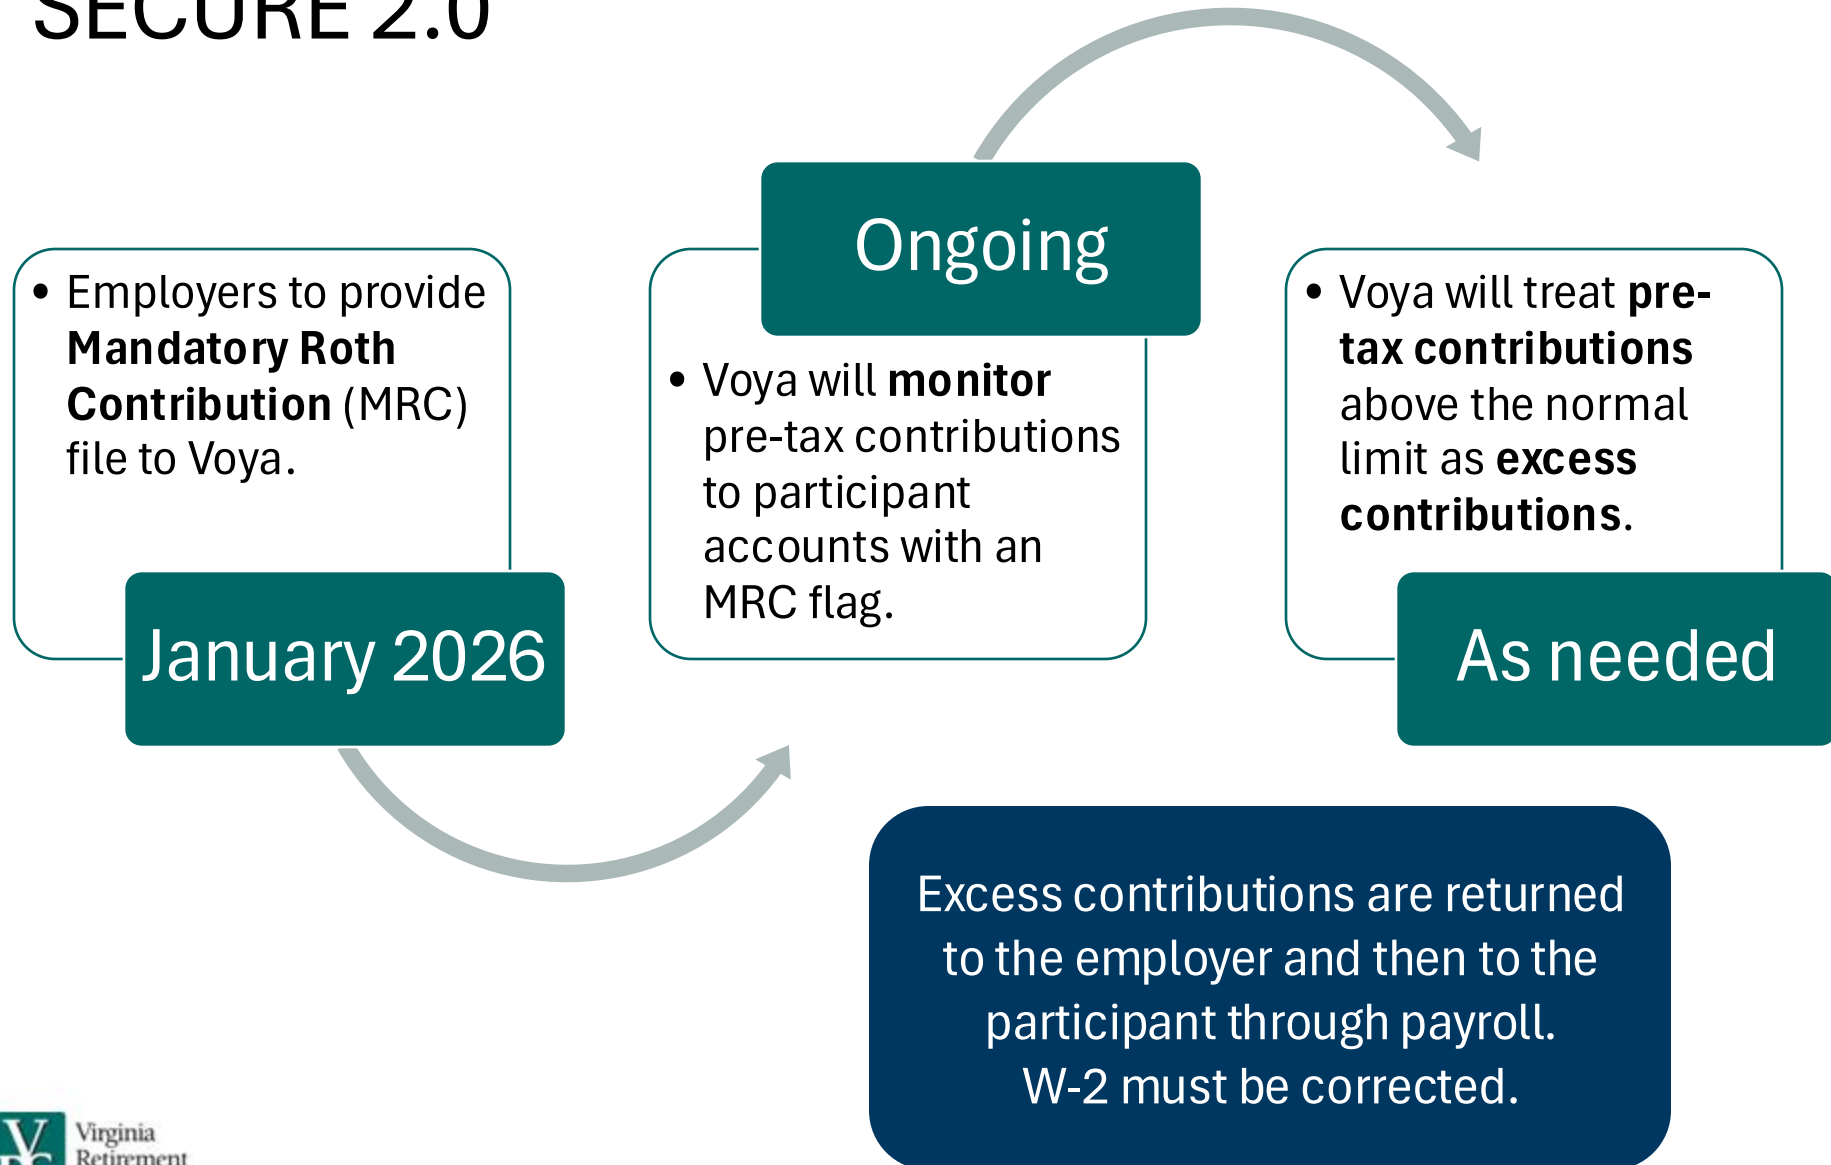 SECURE 2.0
• Employers to provide
Mandatory Roth
Contribution (MRC)
file to Voya.
January 2026
Ongoing
• Voya will monitor
pre-tax contributions
to participant
accounts with an
MRC flag.
• Voya will treat pre-
tax contributions
above the normal
limit as excess
contributions.
As needed
Excess contributions are returned
to the employer and then to the
participant through payroll.
W-2 must be corrected.
Virginia
Retirement